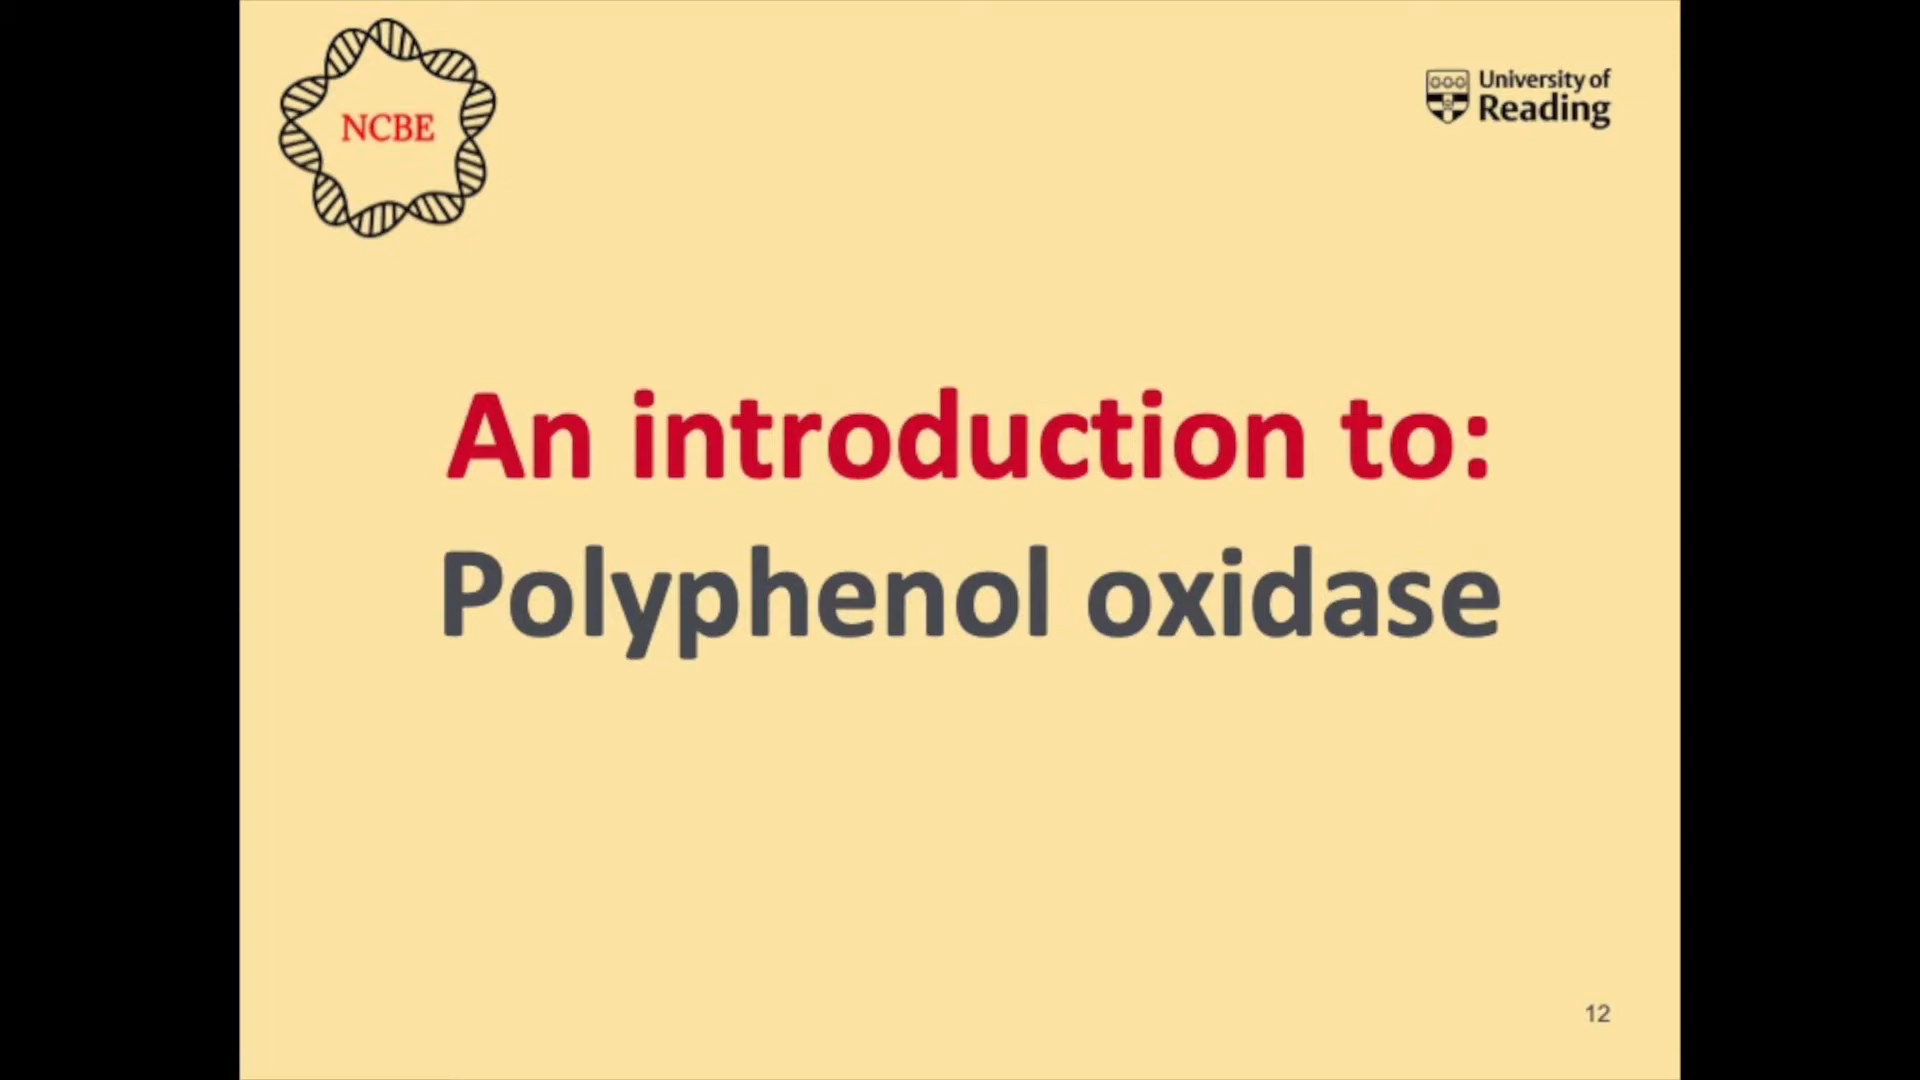 NCBE
University of
Reading
An introduction to:
Polyphenol oxidase
12